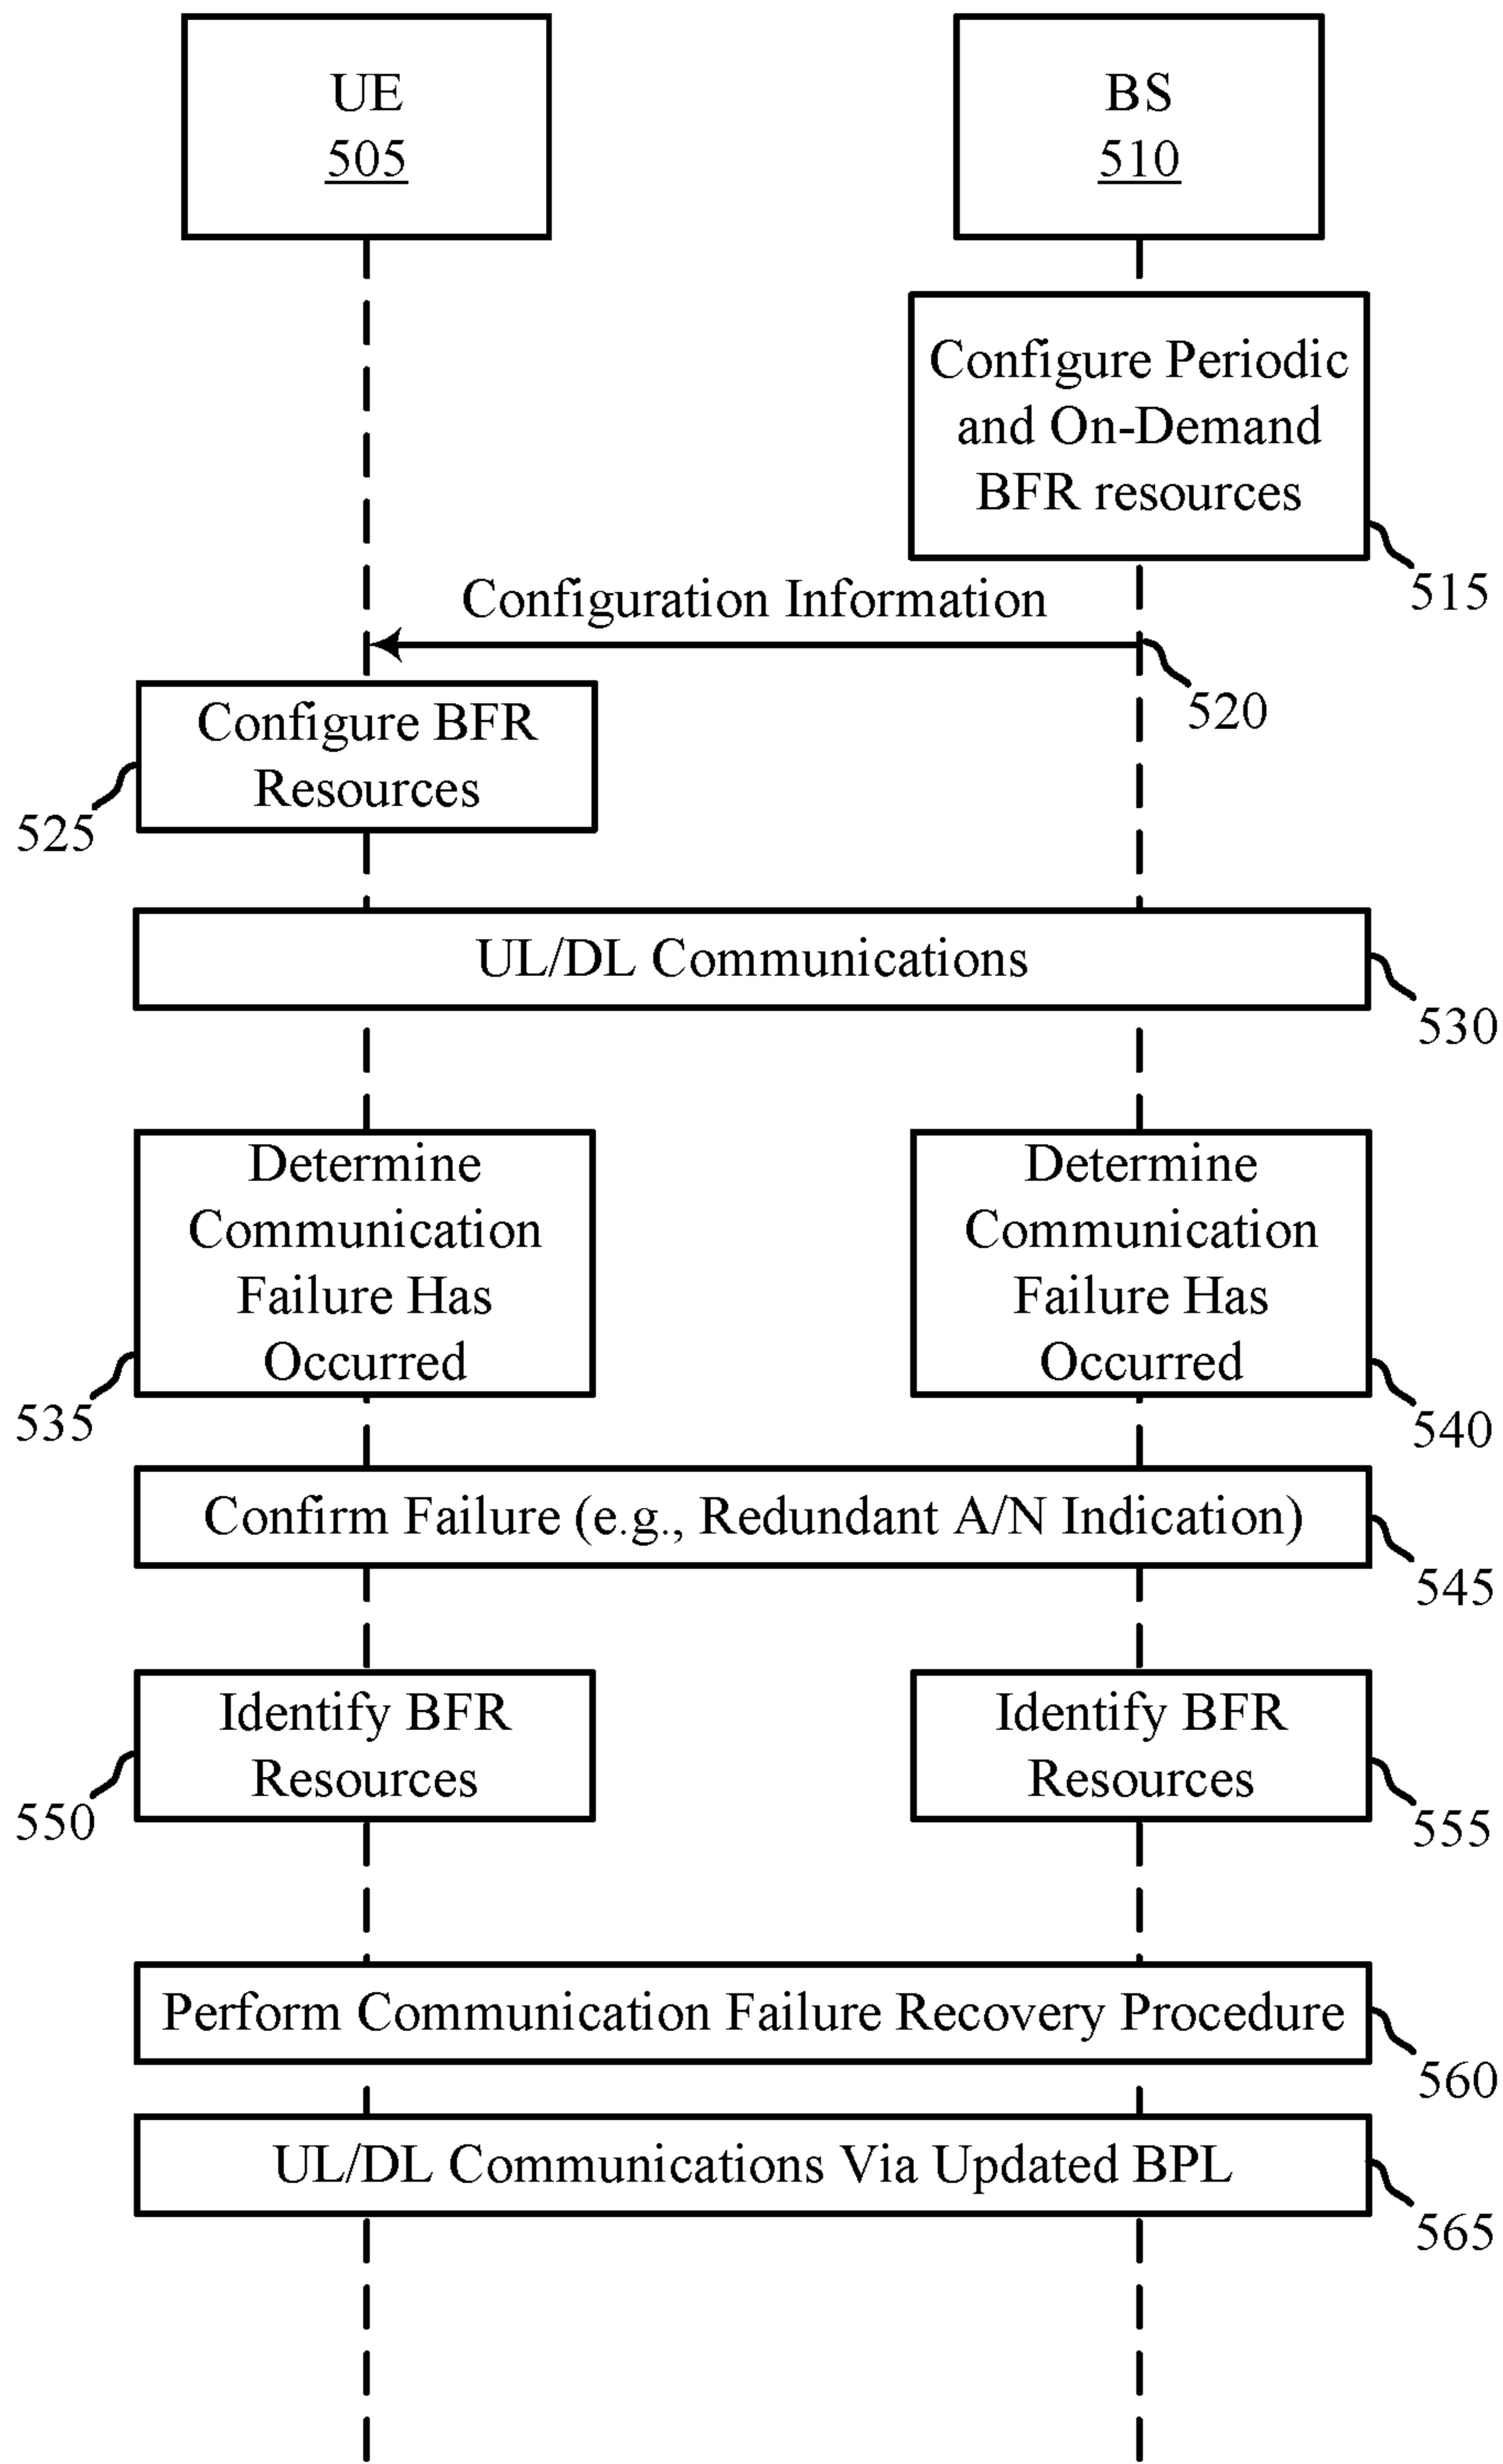 UE
505
BS
510
Configure Periodic
and On-Demand
BFR resources
515
Configuration Information
520
Configure BFR
Resources
525
UL/DL Communications
530
Determine
Communication
Failure Has
Occurred
535
Determine
Communication
Failure Has
Occurred
540
Confirm Failure (e.g., Redundant A/N Indication)
545
Identify BFR
Resources
550
Identify BFR
Resources
555
Perform Communication Failure Recovery Procedure
560
UL/DL Communications Via Updated BPL
565